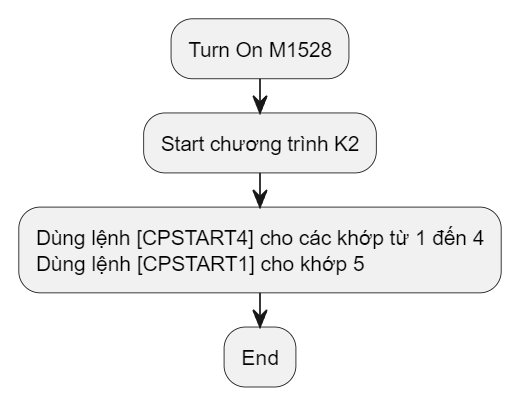 Turn On M1528
Start chương trình K2
Dùng lệnh [CPSTART4] cho các khớp từ 1 đến 4
Dùng lệnh [CPSTART1] cho khớp 5
End